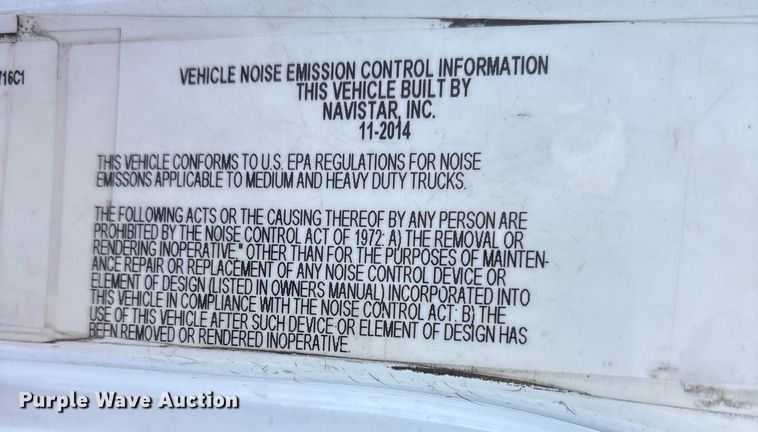 716C1
VEHICLE NOISE EMISSION CONTROL INFORMATION
THIS VEHICLE BUILT BY
NAVISTAR, INC.
11-2014
THIS VEHICLE CONFORMS TO U.S. EPA REGULATIONS FOR NOISE
EMISSONS APPLICABLE TO MEDIUM AND HEAVY DUTY TRUCKS.
THE FOLLOWING ACTS OR THE CAUSING THEREOF BY ANY PERSON ARE
PROHIBITED BY THE NOISE CONTROL ACT OF 1972: A) THE REMOVAL OR
RENDERING INOPERATIVE," OTHER THAN FOR THE PURPOSES OF MAINTEN-
ANCE REPAIR OR REPLACEMENT OF ANY NOISE CONTROL DEVICE OR
ELEMENT OF DESIGN (LISTED IN OWNERS MANUAL) INCORPORATED INTO
THIS VEHICLE IN COMPLIANCE WITH THE NOISE CONTROL ACT: B) THE
USE OF THIS VEHICLE AFTER SUCH DEVICE OR ELEMENT OF DESIGN HAS
BEEN REMOVED OR RENDERED INOPERATIVE.
Purple Wave Auction